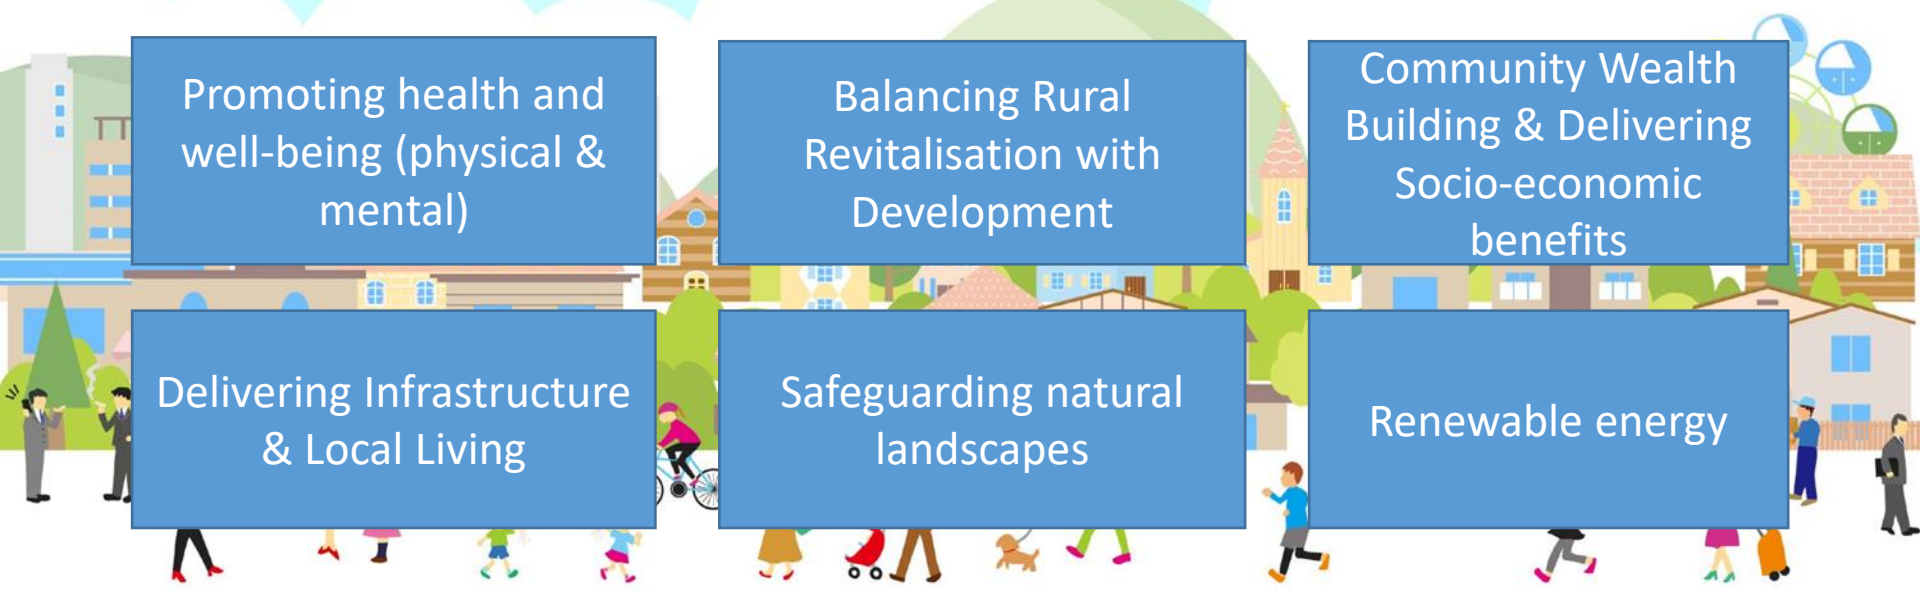 Promoting health and
well-being (physical &
mental)
Balancing Rural
Revitalisation with
Development
Community Wealth
Building & Delivering
Socio-economic
benefits
Delivering Infrastructure
& Local Living
Safeguarding natural
landscapes
Renewable energy